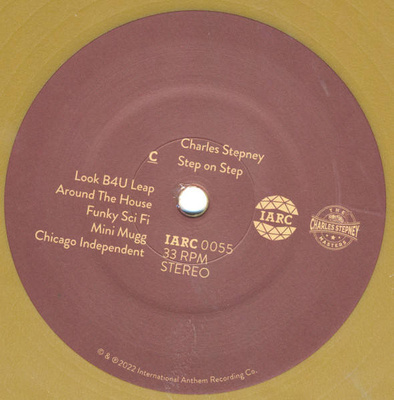 Charles Stepney
C
Step on Step
Look B4U Leap
Around The House
Funky Sci Fi
Mini Mugg
Chicago Independent
IARC 0055
33 RPM
STEREO
IARC
THE
CHARLES STEPNEY
MASTERS
© & ℗2022 International Anthem Recording Co.